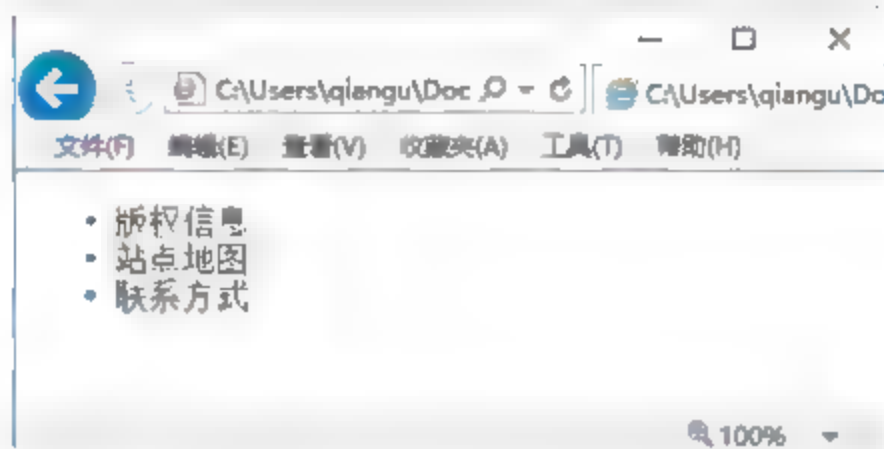 C:\Users\qiangu\Doc
C:\Users\qiangu\Do
文件(F) 编辑(E) 查看(V) 收藏夹(A) 工具(T) 帮助(H)
• 版权信息
• 站点地图
• 联系方式
100%